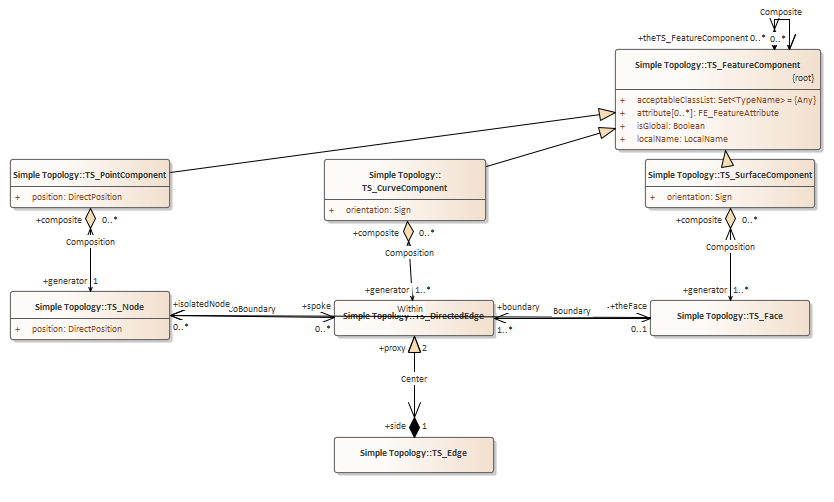 Composite
+theTS_FeatureComponent 0..* 0..*
Simple Topology::TS_FeatureComponent
{root}
+ acceptableClassList: Set<TypeName> = {Any}
+ attribute[0..*]: FE_FeatureAttribute
+ isGlobal: Boolean
+ localName: LocalName
Simple Topology::TS_PointComponent
+ position: DirectPosition
Simple Topology::
TS_CurveComponent
+ orientation: Sign
Simple Topology::TS_SurfaceComponent
+ orientation: Sign
+composite 0..*
Composition
+generator 1
+composite 0..*
Composition
+generator 1..*
+composite 0..*
Composition
+generator 1..*
Simple Topology::TS_Node
+ position: DirectPosition
+isolatedNode
CoBoundary
+spoke
0..*
0..*
Within
Simple Topology::TS_DirectedEdge
+boundary
Boundary
-+theFace
1..*
0..1
Simple Topology::TS_Face
+proxy 2
Center
+side 1
Simple Topology::TS_Edge